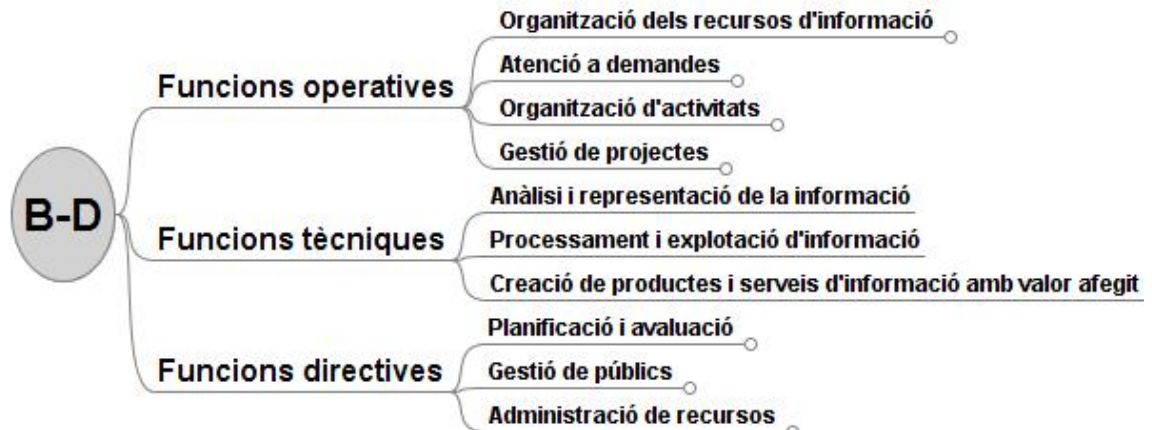 B-D
Funcions operatives
Organització dels recursos d'informació
Atenció a demandes
Organització d'activitats
Gestió de projectes
Funcions tècniques
Anàlisi i representació de la informació
Processament i explotació d'informació
Creació de productes i serveis d'informació amb valor afegit
Funcions directives
Planificació i avaluació
Gestió de públics
Administració de recursos